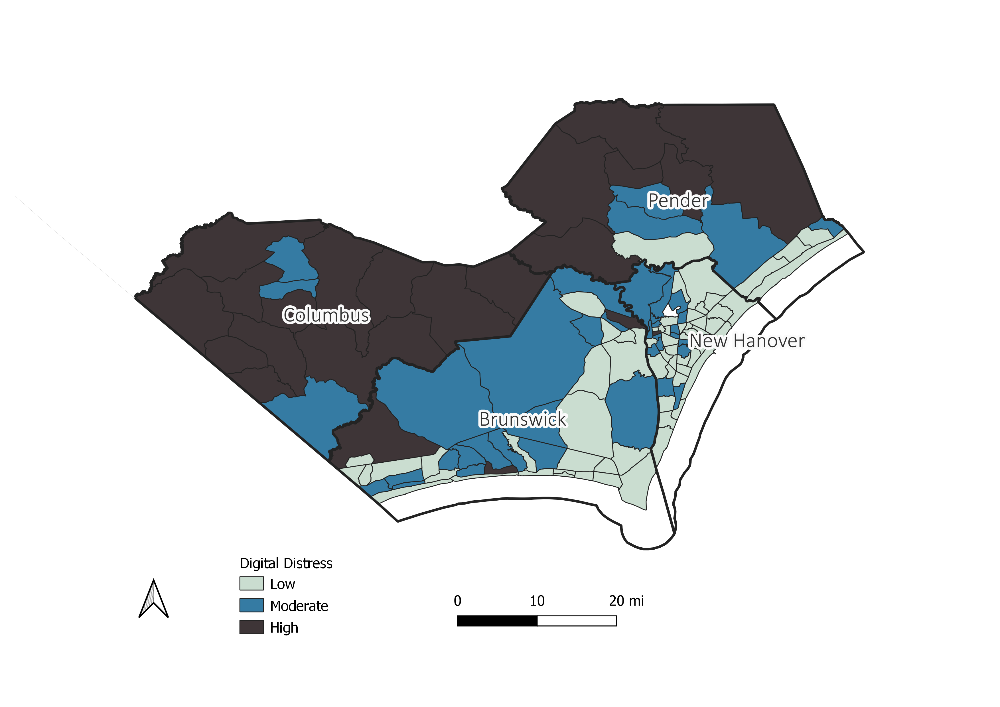 Pender
Columbus
New Hanover
Brunswick
Digital Distress
Low
Moderate
High
0 10 20 mi